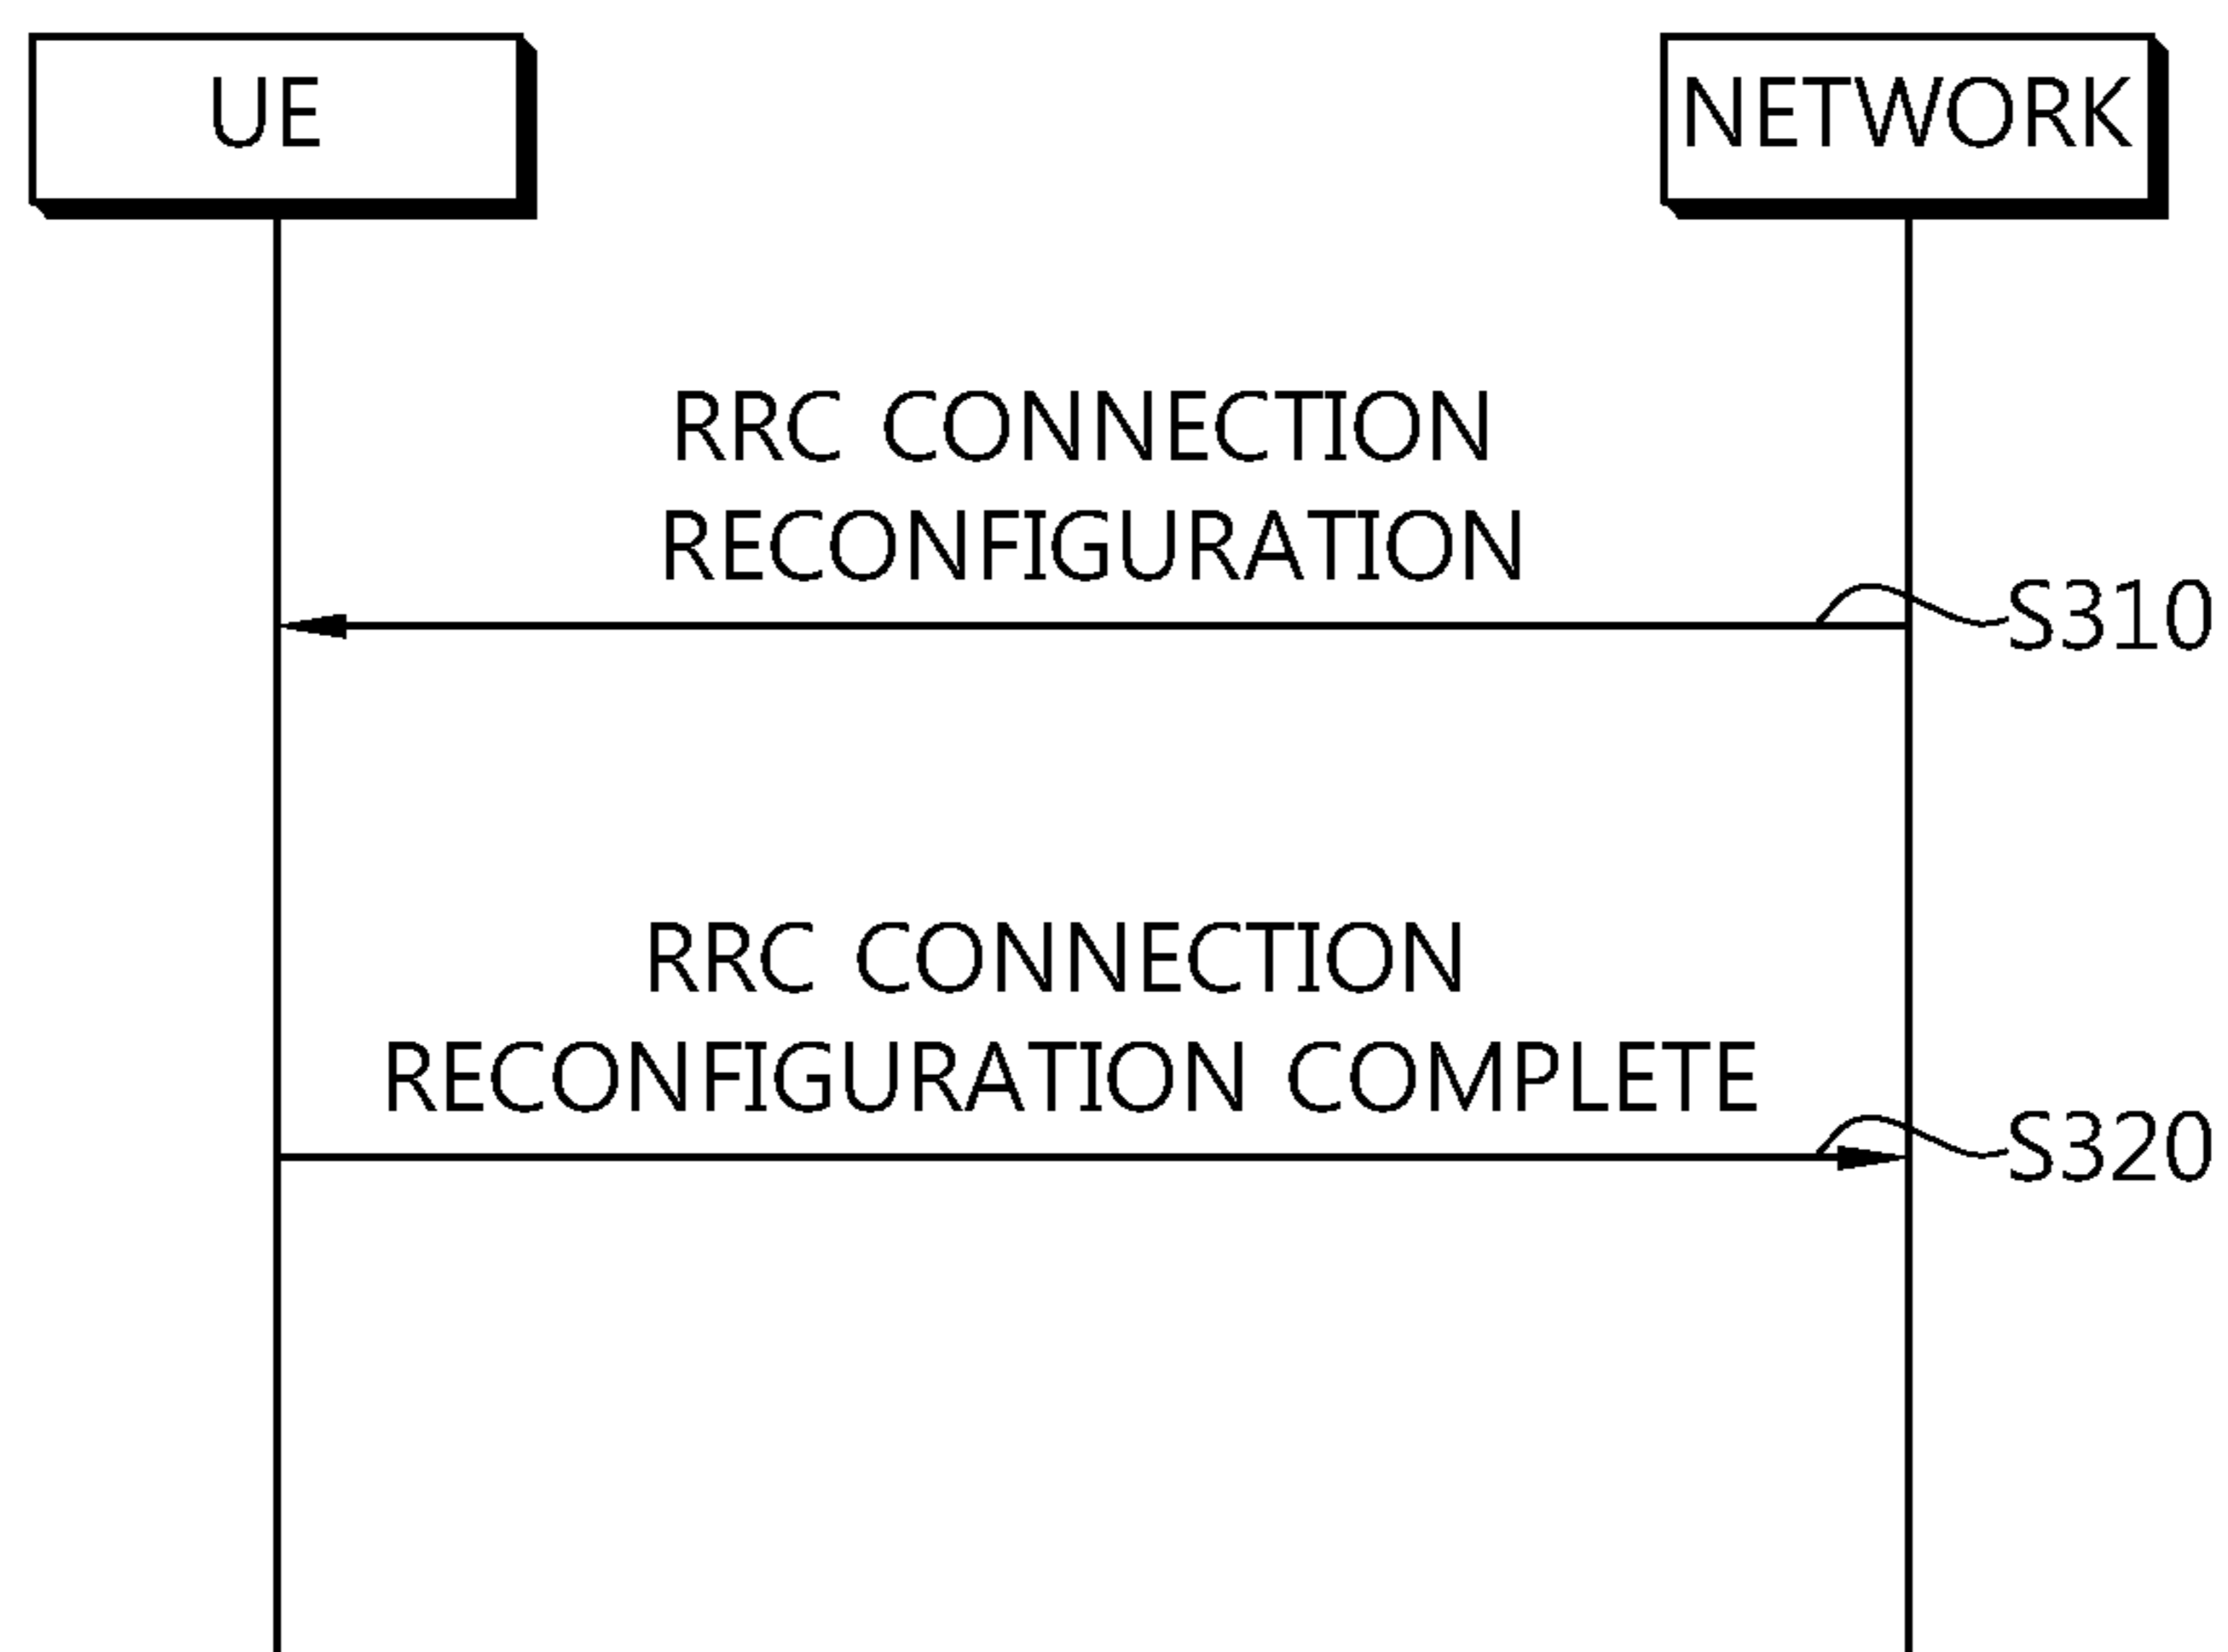 UE
NETWORK
RRC CONNECTION
RECONFIGURATION
S310
RRC CONNECTION
RECONFIGURATION COMPLETE
S320